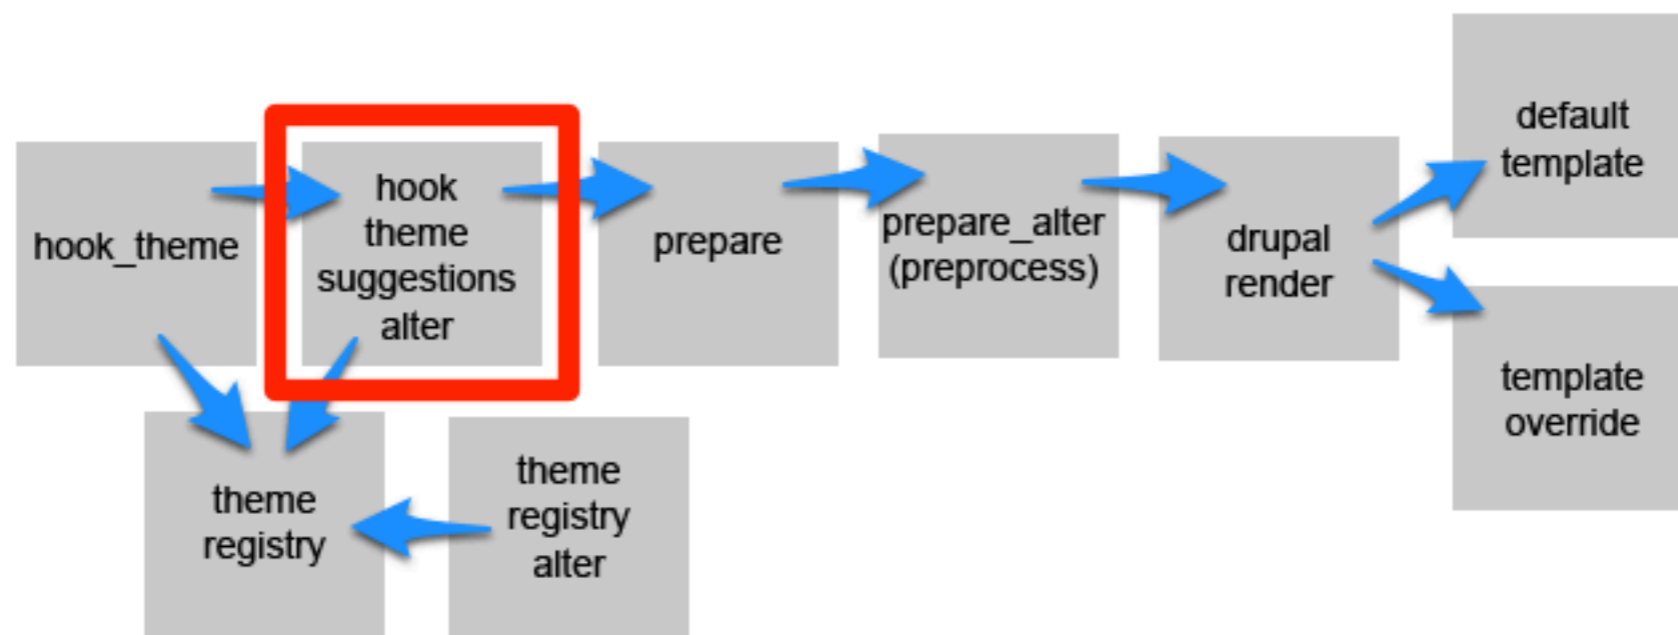 hook_theme
hook
theme
suggestions
alter
prepare
prepare_alter
(preprocess)
drupal
render
default
template
template
override
theme
registry
theme
registry
alter